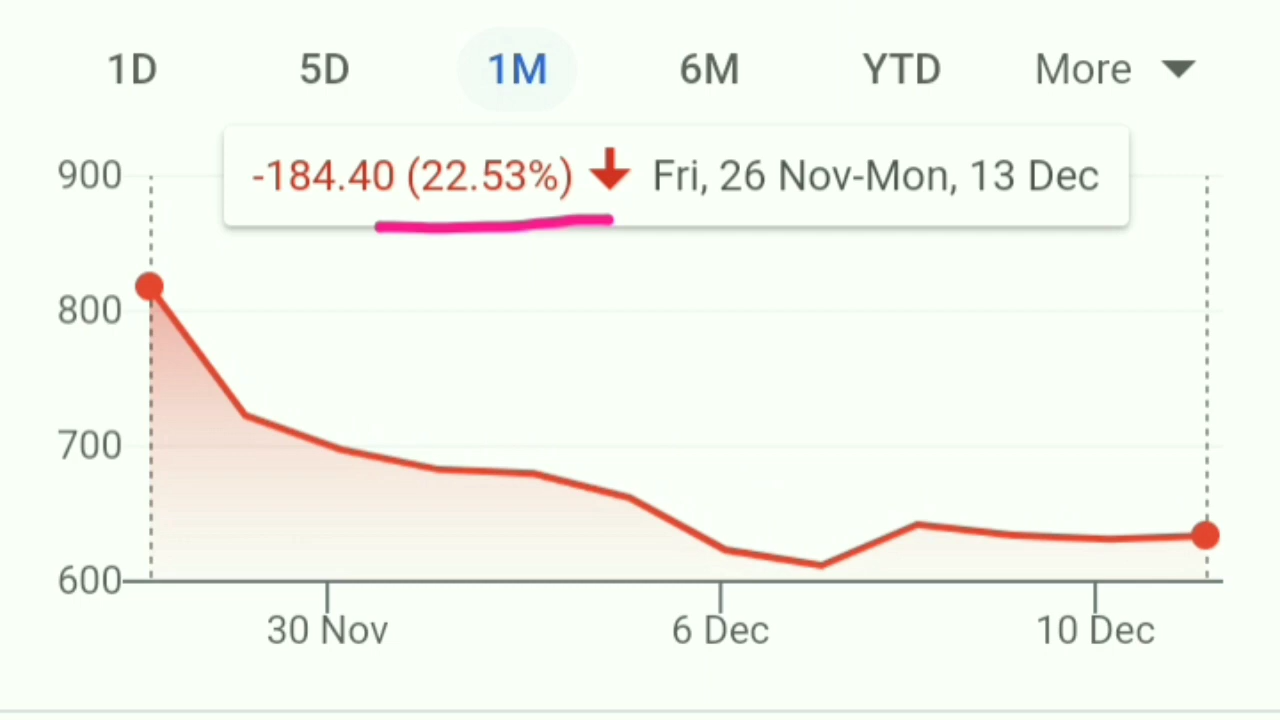 1D 5D 1M 6M YTD More
-184.40 (22.53%) Fri, 26 Nov-Mon, 13 Dec
900
800
700
600
30 Nov 6 Dec 10 Dec